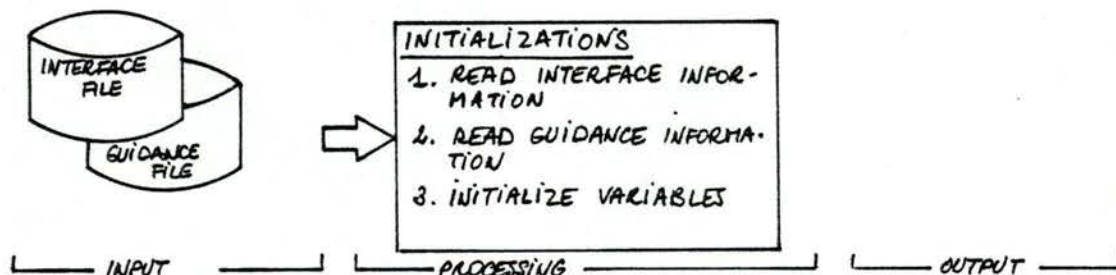 INTERFACE
FILE
GUIDANCE
FILE
INITIALIZATIONS
1. READ INTERFACE INFOR-
MATION
2. READ GUIDANCE INFORMA-
TION
3. INITIALIZE VARIABLES
INPUT
PROCESSING
OUTPUT